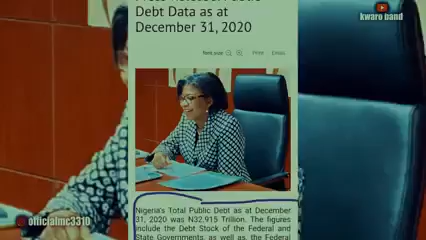 Debt Data as at
December 31, 2020
Print
Email
kwaro band
Nigeria's Total Public Debt as at December
31, 2020 was N32.915 Trillion. The figures
include the Debt Stock of the Federal and
State Governments, as well as, the Federal
@officialmc3310